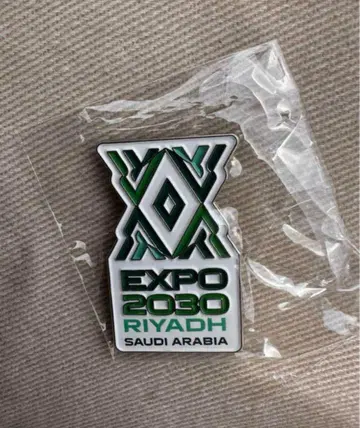 EXPO
2030
RIYADH
SAUDI ARABIA